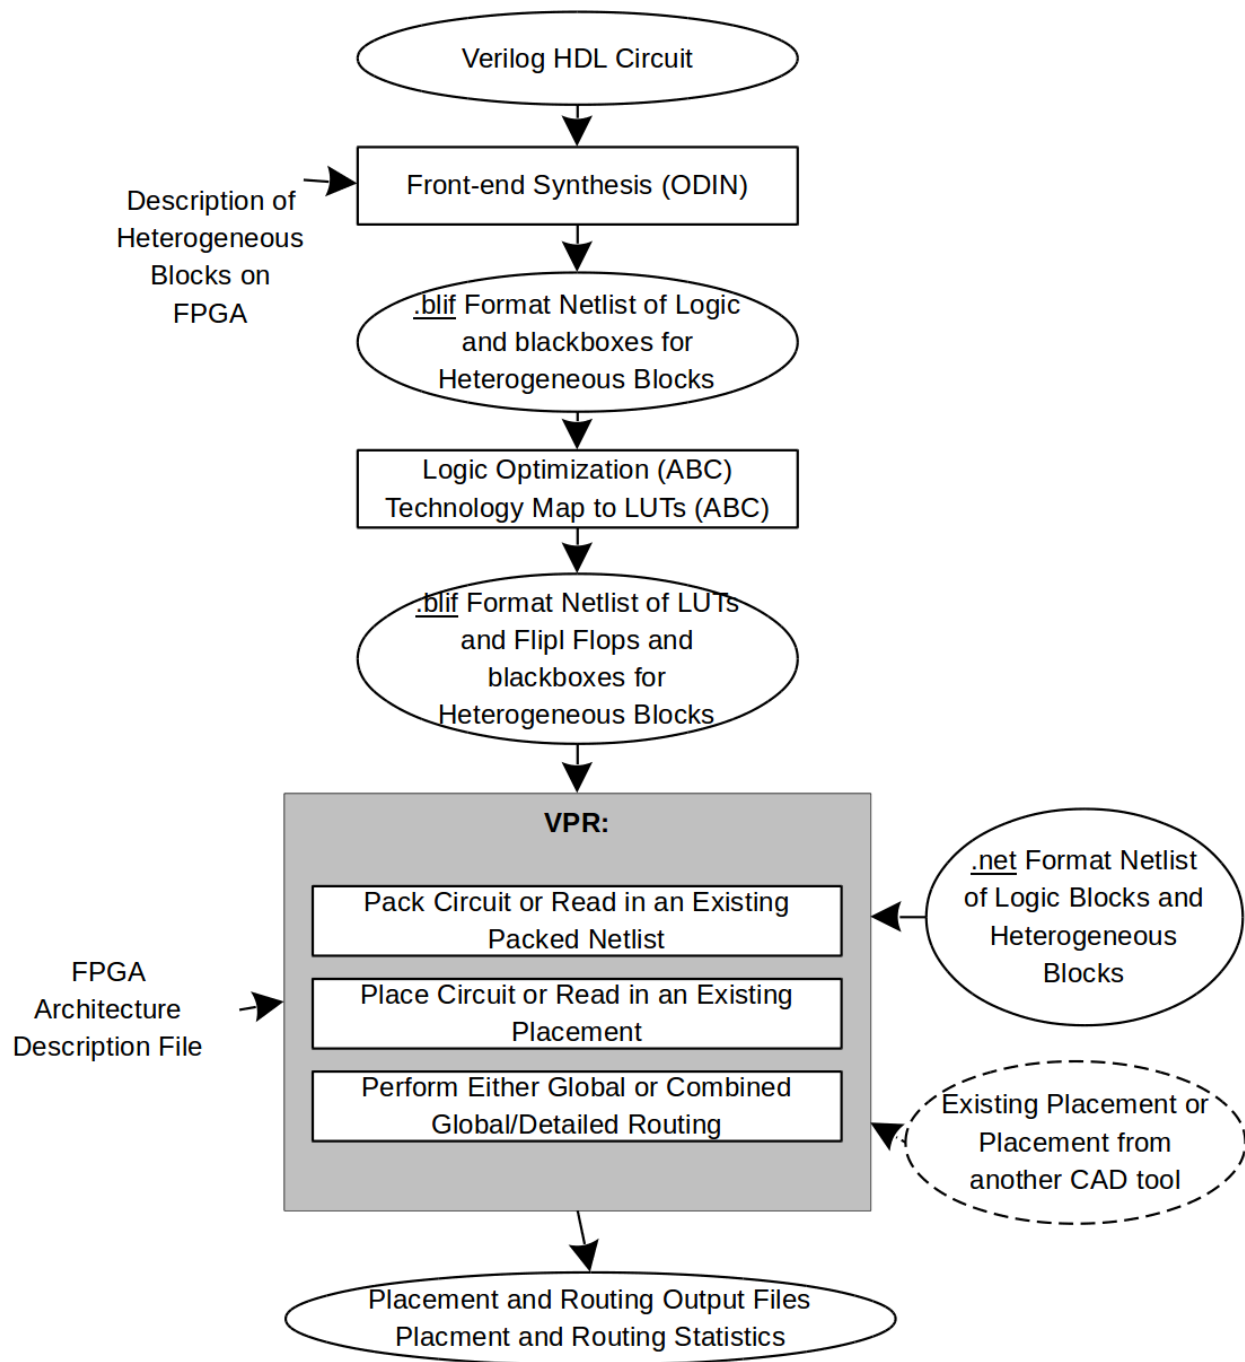 Verilog HDL Circuit
Front-end Synthesis (ODIN)
Description of
Heterogeneous
Blocks on
FPGA
.blif Format Netlist of Logic
and blackboxes for
Heterogeneous Blocks
Logic Optimization (ABC)
Technology Map to LUTs (ABC)
.blif Format Netlist of LUTs
and Flipl Flops and
blackboxes for
Heterogeneous Blocks
VPR:
Pack Circuit or Read in an Existing
Packed Netlist
.net Format Netlist
of Logic Blocks and
Heterogeneous
Blocks
FPGA
Architecture
Description File
Place Circuit or Read in an Existing
Placement
Perform Either Global or Combined
Global/Detailed Routing
Existing Placement or
Placement from
another CAD tool
Placement and Routing Output Files
Placment and Routing Statistics